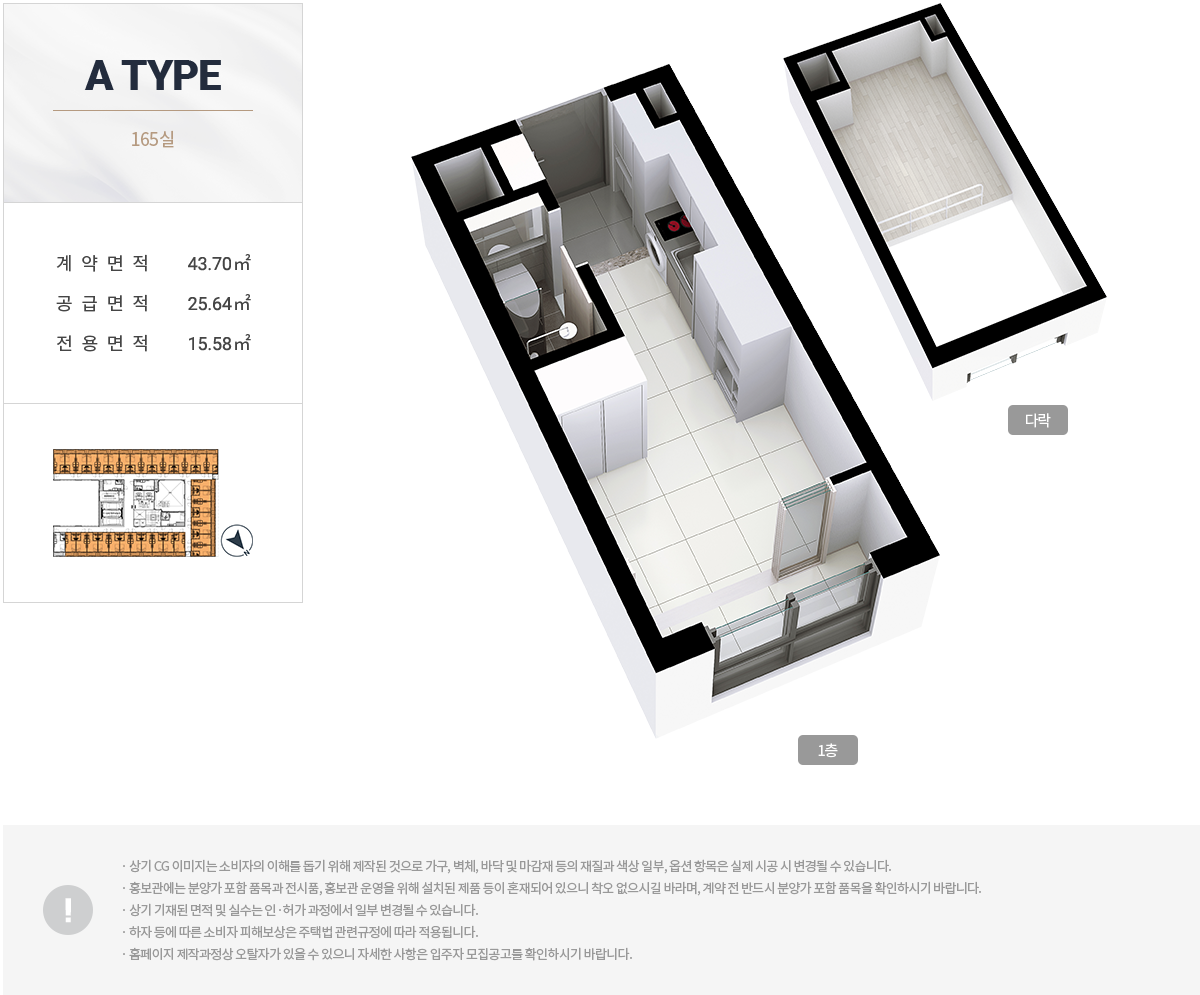 A TYPE
165실
계 약 면 적 43.70㎡
공 급 면 적 25.64㎡
전 용 면 적 15.58㎡
N
다락
1층
!
· 상기 CG 이미지는 소비자의 이해를 돕기 위해 제작된 것으로 가구, 벽체, 바닥 및 마감재 등의 재질과 색상 일부, 옵션 항목은 실제 시공 시 변경될 수 있습니다.
· 홍보관에는 분양가 포함 품목과 전시품, 홍보관 운영을 위해 설치된 제품 등이 혼재되어 있으니 착오 없으시길 바라며, 계약 전 반드시 분양가 포함 품목을 확인하시기 바랍니다.
· 상기 기재된 면적 및 실수는 인·허가 과정에서 일부 변경될 수 있습니다.
· 하자 등에 따른 소비자 피해보상은 주택법 관련규정에 따라 적용됩니다.
· 홈페이지 제작과정상 오탈자가 있을 수 있으니 자세한 사항은 입주자 모집공고를 확인하시기 바랍니다.